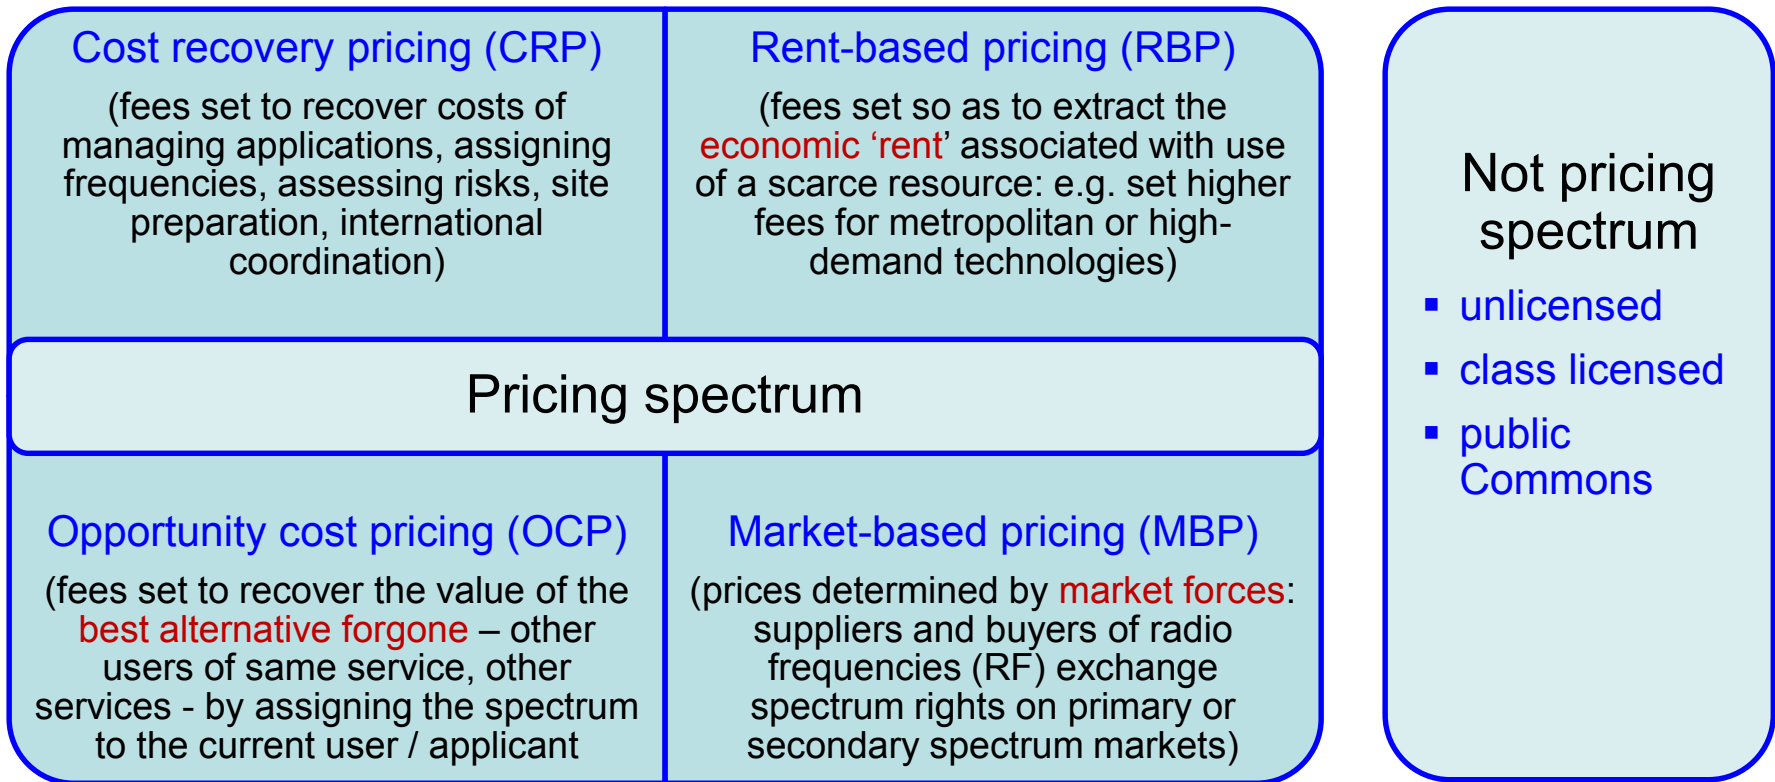 Cost recovery pricing (CRP)
(fees set to recover costs of
managing applications, assigning
frequencies, assessing risks, site
preparation, international
coordination)
Rent-based pricing (RBP)
(fees set so as to extract the
economic ‘rent’ associated with use
of a scarce resource: e.g. set higher
fees for metropolitan or high-
demand technologies)
Pricing spectrum
Opportunity cost pricing (OCP)
(fees set to recover the value of the
best alternative forgone – other
users of same service, other
services - by assigning the spectrum
to the current user / applicant
Market-based pricing (MBP)
(prices determined by market forces:
suppliers and buyers of radio
frequencies (RF) exchange
spectrum rights on primary or
secondary spectrum markets)
Not pricing
spectrum
▪ unlicensed
▪ class licensed
▪ public
Commons